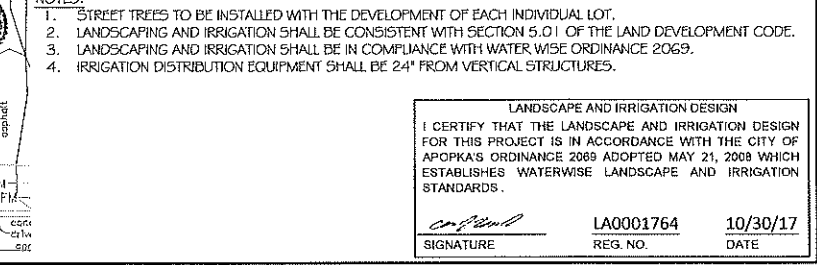 NOTES:
1. STREET TREES TO BE INSTALLED WITH THE DEVELOPMENT OF EACH INDIVIDUAL LOT.
2. LANDSCAPING AND IRRIGATION SHALL BE CONSISTENT WITH SECTION 5.01 OF THE LAND DEVELOPMENT CODE.
3. LANDSCAPING AND IRRIGATION SHALL BE IN COMPLIANCE WITH WATER WISE ORDINANCE 2069.
4. IRRIGATION DISTRIBUTION EQUIPMENT SHALL BE 24" FROM VERTICAL STRUCTURES.
asphalt
LANDSCAPE AND IRRIGATION DESIGN
I CERTIFY THAT THE LANDSCAPE AND IRRIGATION DESIGN
FOR THIS PROJECT IS IN ACCORDANCE WITH THE CITY OF
APOPKA'S ORDINANCE 2069 ADOPTED MAY 21, 2008 WHICH
ESTABLISHES WATERWISE LANDSCAPE AND IRRIGATION
STANDARDS.
LA0001764 10/30/17
SIGNATURE REG. NO. DATE